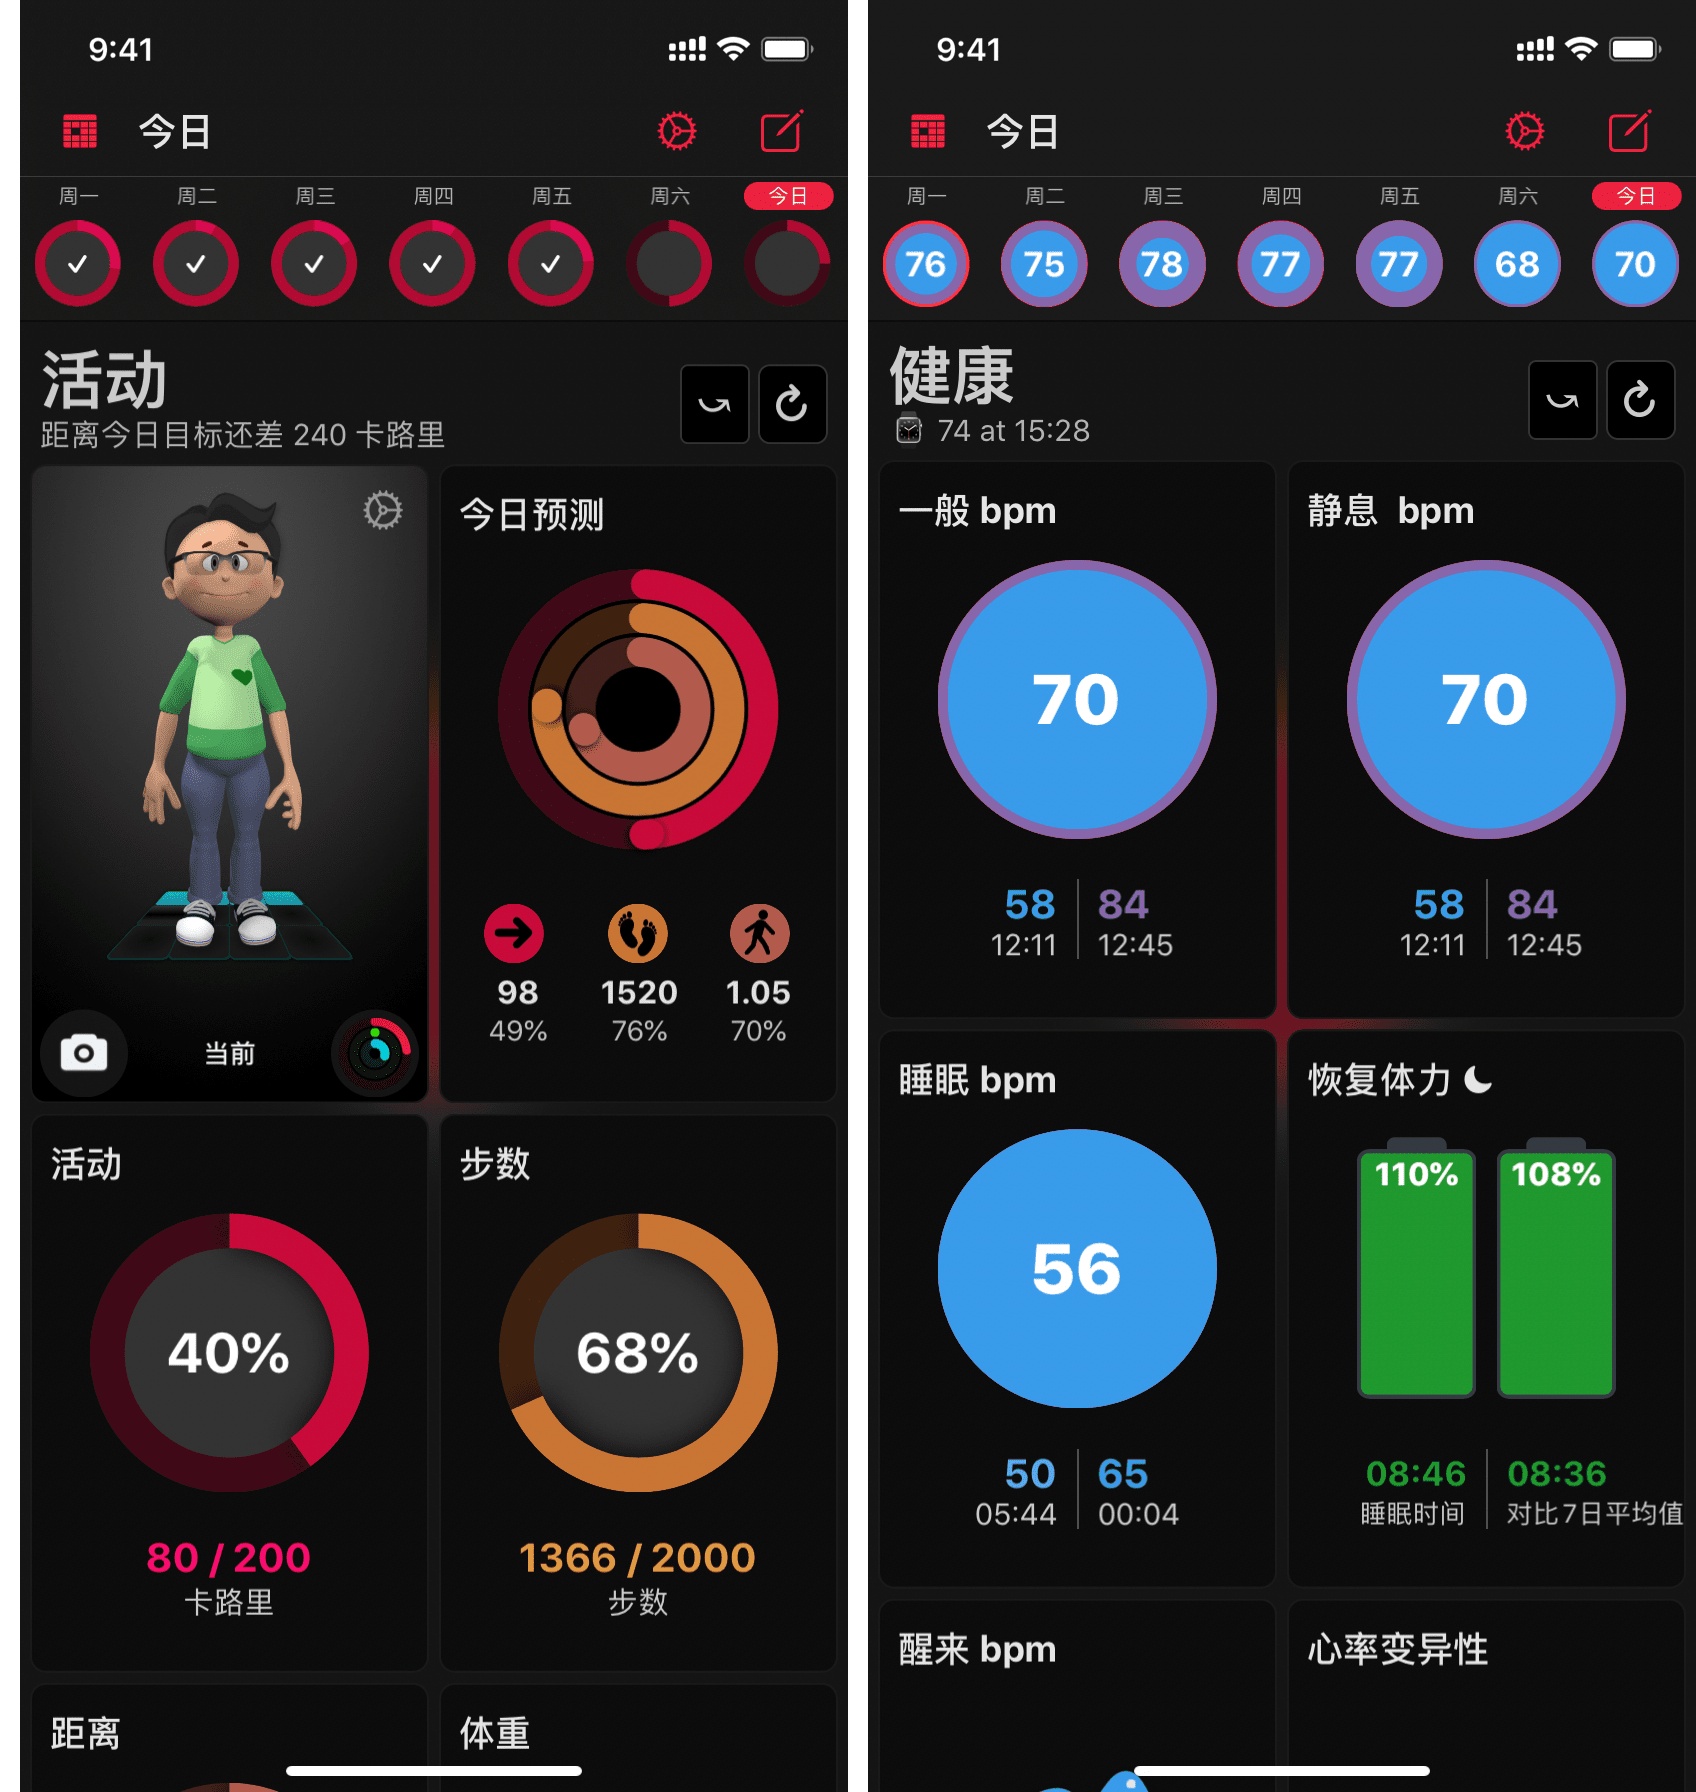 9:41
今日
周一 周二 周三 周四 周五 周六 今日
活动
距离今日目标还差 240 卡路里
今日预测
98 1520 1.05
49% 76% 70%
当前
活动
40%
80 / 200
卡路里
步数
68%
1366 / 2000
步数
距离
体重
9:41
今日
周一 周二 周三 周四 周五 周六 今日
76 75 78 77 77 68 70
健康
74 at 15:28
一般 bpm
70
58 84
12:11 12:45
静息 bpm
70
58 84
12:11 12:45
睡眠 bpm
56
50 65
05:44 00:04
恢复体力
110% 108%
08:46 08:36
睡眠时间 对比7日平均值
醒来 bpm
心率变异性